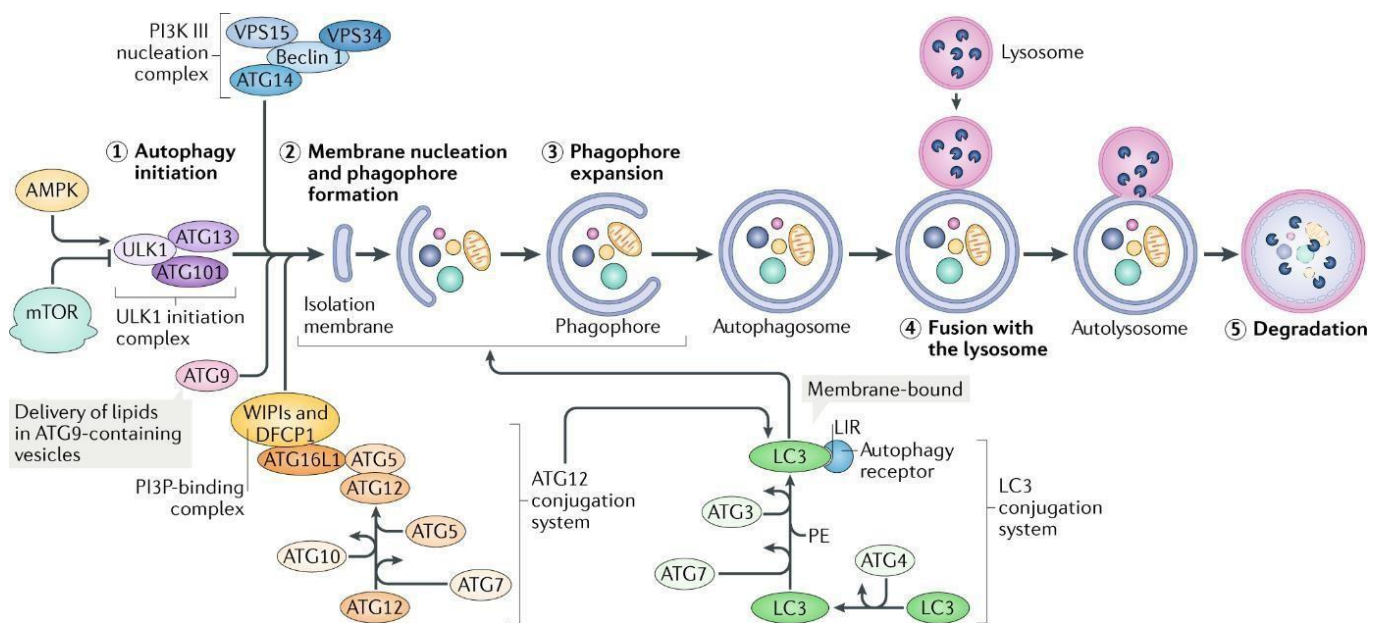 PI3K III
nucleation
complex
VPS15
VPS34
Beclin 1
ATG14
Lysosome
① Autophagy
initiation
② Membrane nucleation
and phagophore
formation
③ Phagophore
expansion
AMPK
ULK1
ATG13
ATG101
mTOR
ULK1 initiation
complex
Isolation
membrane
Phagophore
Autophagosome
④ Fusion with
the lysosome
Autolysosome
⑤ Degradation
ATG9
Delivery of lipids
in ATG9-containing
vesicles
WIPIs and
DFCP1
ATG16L1
ATG5
ATG12
PI3P-binding
complex
ATG5
ATG10
ATG7
ATG12
ATG12
conjugation
system
Membrane-bound
LIR
LC3
Autophagy
receptor
ATG3
PE
ATG7
ATG4
LC3
LC3
LC3
conjugation
system